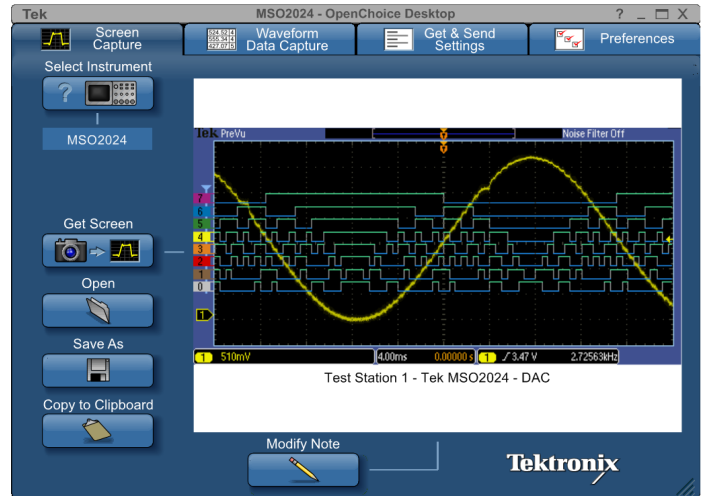 Tek
MSO2024 - OpenChoice Desktop
? _ X
Screen
Capture
Waveform
Data Capture
Get & Send
Settings
Preferences
Select Instrument
?
MSO2024
Get Screen
Open
Save As
Copy to Clipboard
Tek PreVu
Noise Filter Off
7
6
5
4
3
2
1
0
1
1 510mV
4.00ms 0.00000 s
1 3.47 V 2.72563kHz
Test Station 1 - Tek MSO2024 - DAC
Modify Note
Tektronix